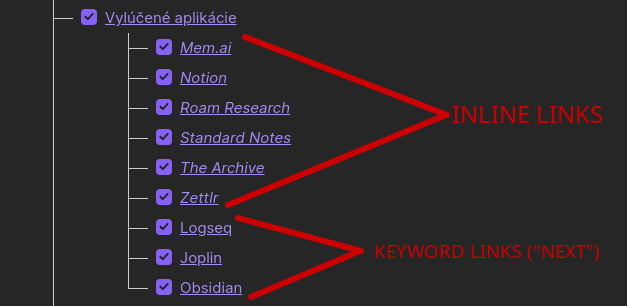 Vylúčené aplikácie
Mem.ai
Notion
Roam Research
Standard Notes
The Archive
Zettlr
Logseq
Joplin
Obsidian
INLINE LINKS
KEYWORD LINKS ("NEXT")